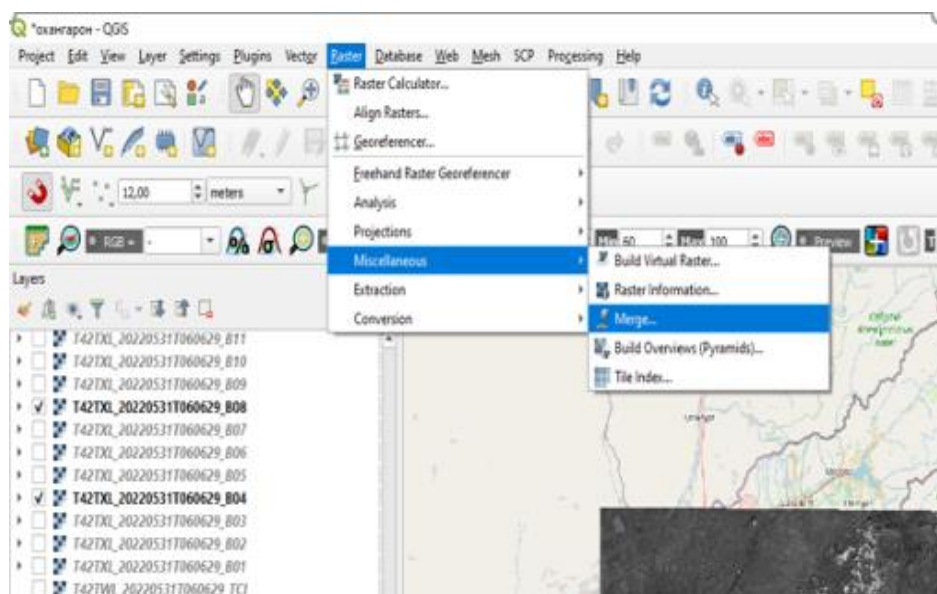 *охангарон - QGIS
Project Edit View Layer Settings Plugins Vector Raster Database Web Mesh SCP Processing Help
Raster Calculator...
Align Rasters...
Georeferencer...
Freehand Raster Georeferencer
Analysis
Projections
Miscellaneous
Extraction
Conversion
Build Virtual Raster...
Raster Information...
Merge...
Build Overviews (Pyramids)...
Tile Index...
12,00 meters
RGB = -
Min 60 Max 100 Preview
Layers
T42TXL_20220531T060629_B11
T42TXL_20220531T060629_B10
T42TXL_20220531T060629_B09
T42TXL_20220531T060629_B08
T42TXL_20220531T060629_B07
T42TXL_20220531T060629_B06
T42TXL_20220531T060629_B05
T42TXL_20220531T060629_B04
T42TXL_20220531T060629_B03
T42TXL_20220531T060629_B02
T42TXL_20220531T060629_B01
T42TWL_20220531T060629_TCI